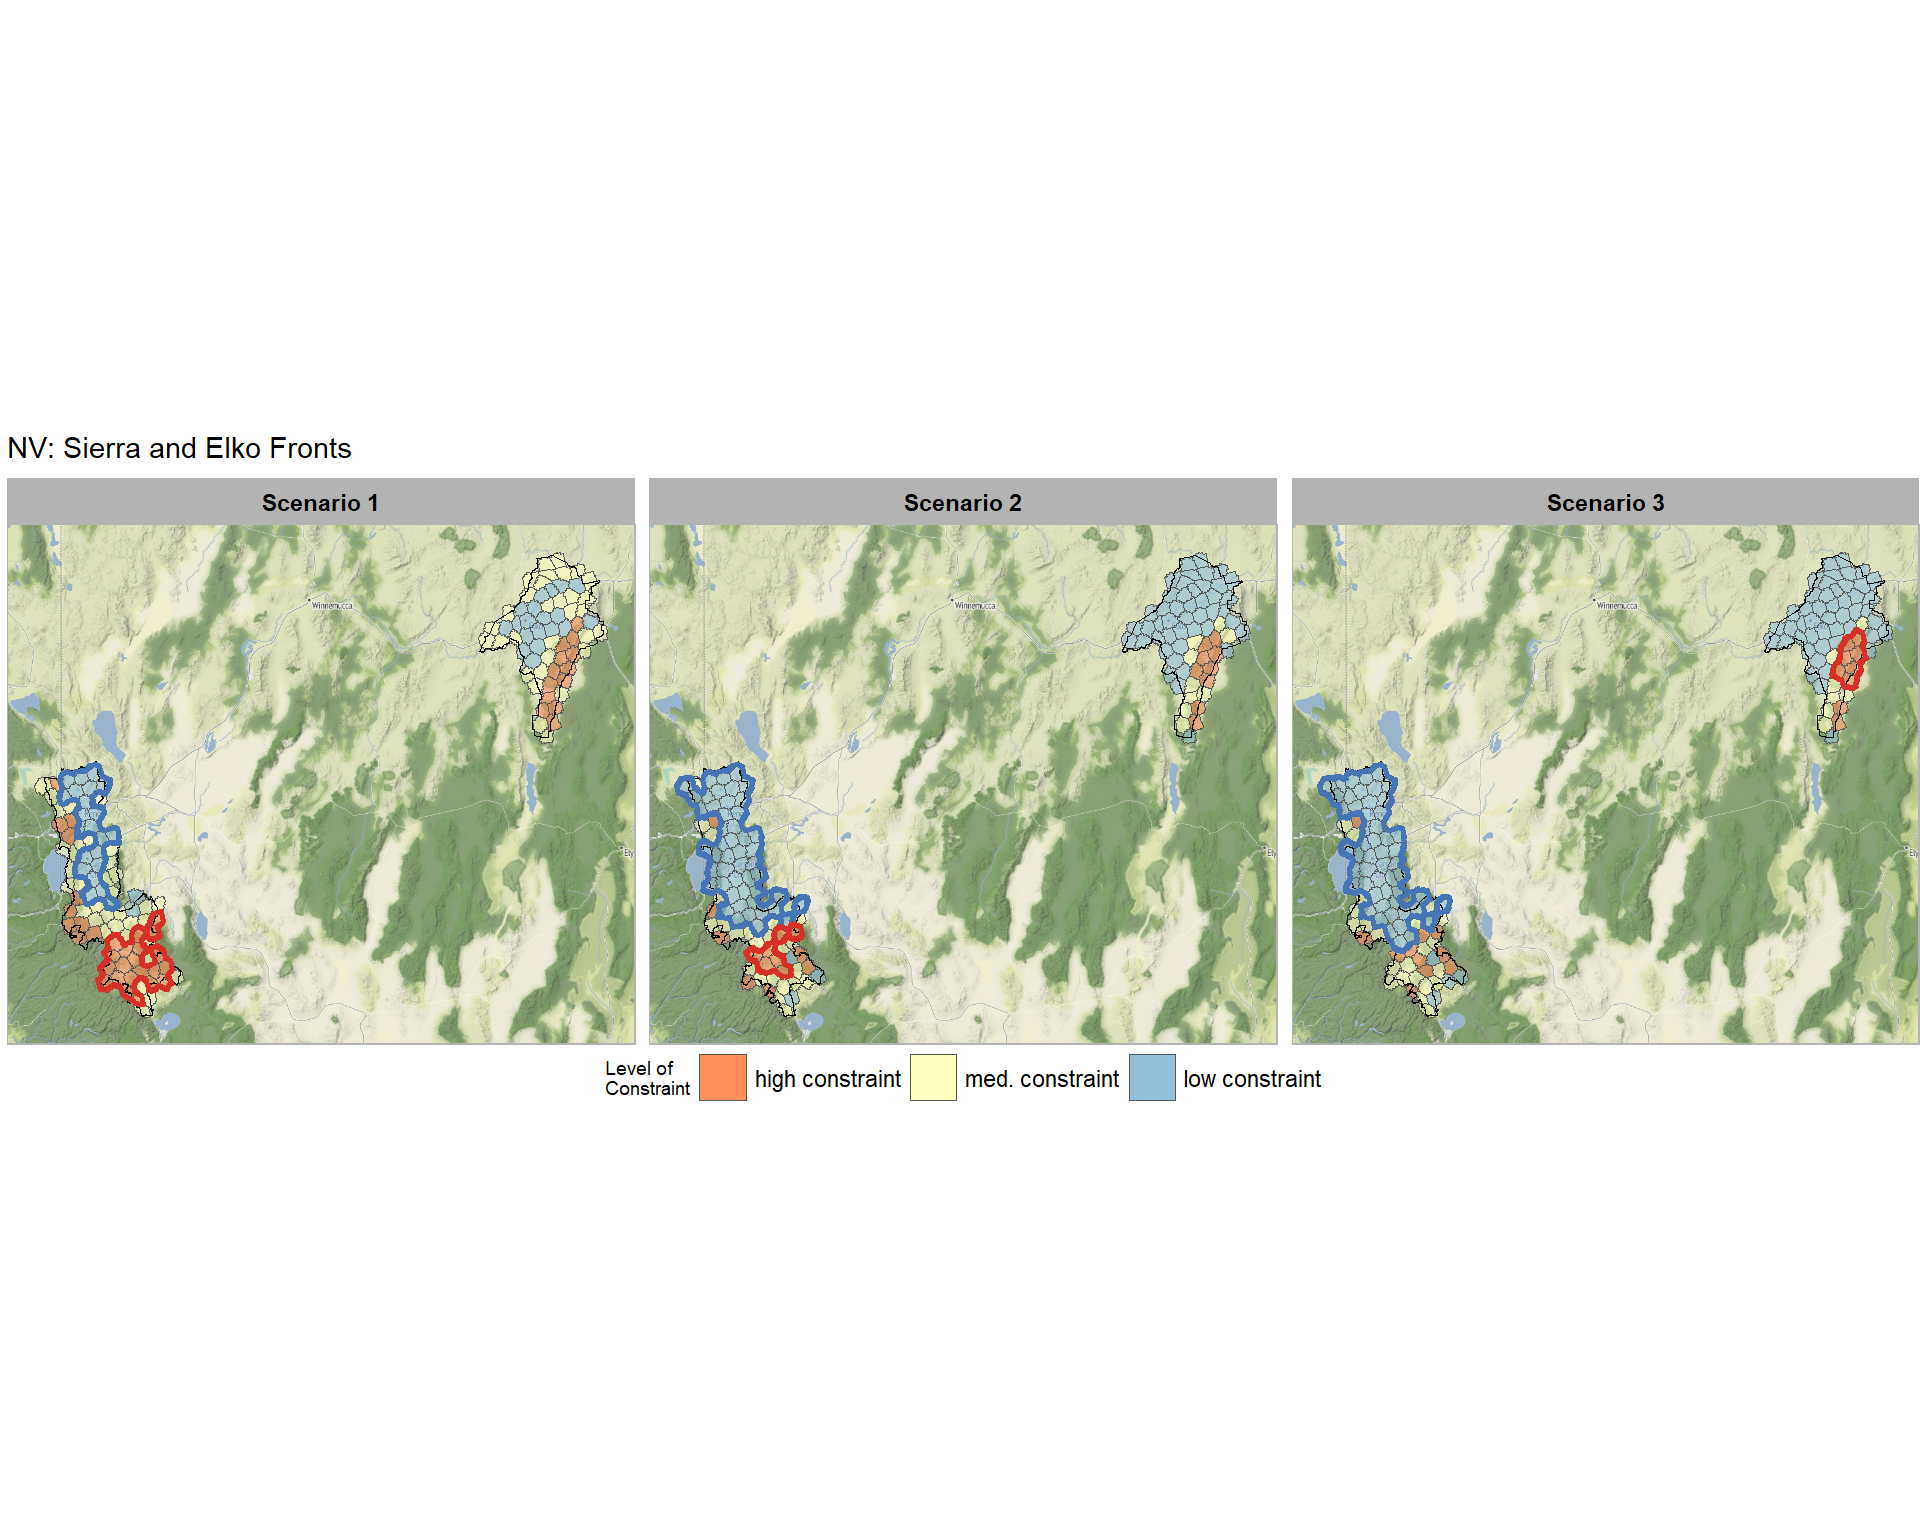 NV: Sierra and Elko Fronts
Scenario 1
Scenario 2
Scenario 3
Winnemucca
Winnemucca
Winnemucca
Ely
Ely
Ely
Level of
Constraint
high constraint
med. constraint
low constraint